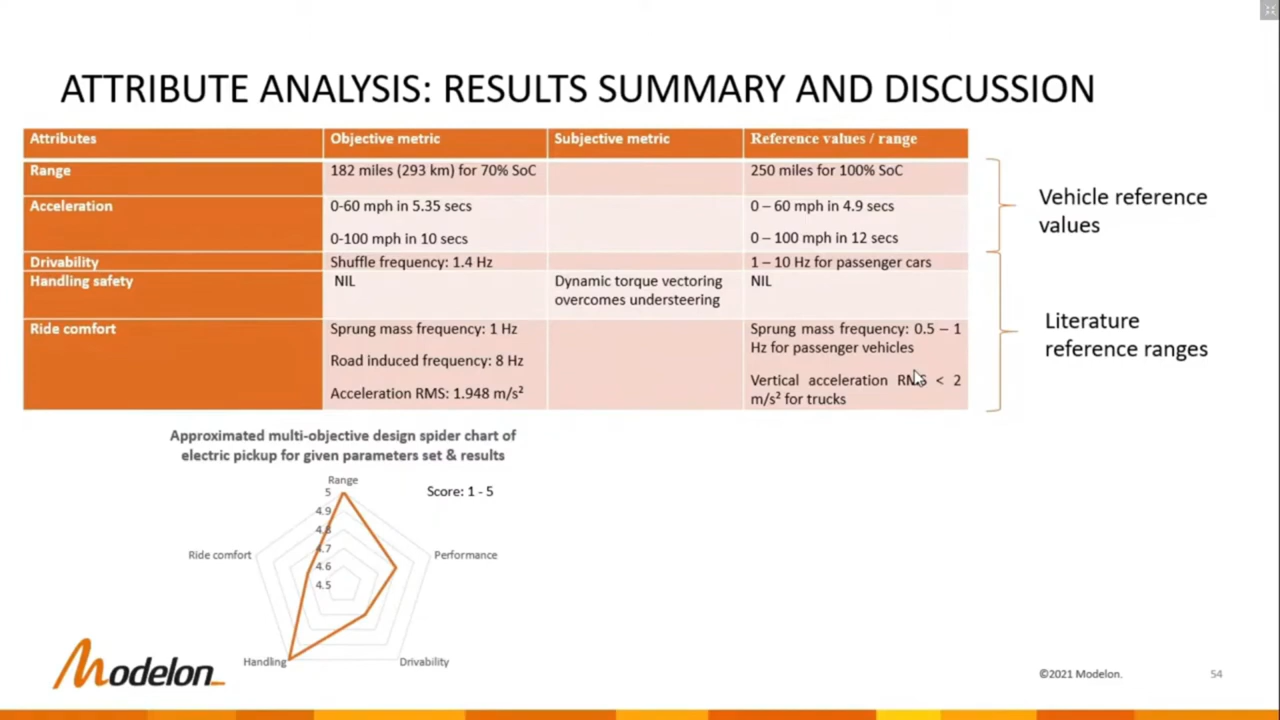 ATTRIBUTE ANALYSIS: RESULTS SUMMARY AND DISCUSSION
Attributes
Objective metric
Subjective metric
Reference values / range
Range
182 miles (293 km) for 70% SoC
250 miles for 100% SoC
Acceleration
0-60 mph in 5.35 secs
0 – 60 mph in 4.9 secs
0-100 mph in 10 secs
0 – 100 mph in 12 secs
Drivability
Shuffle frequency: 1.4 Hz
1 – 10 Hz for passenger cars
Handling safety
NIL
Dynamic torque vectoring
overcomes understeering
NIL
Ride comfort
Sprung mass frequency: 1 Hz
Road induced frequency: 8 Hz
Acceleration RMS: 1.948 m/s²
Sprung mass frequency: 0.5 – 1
Hz for passenger vehicles
Vertical acceleration RMS < 2
m/s² for trucks
Vehicle reference
values
Literature
reference ranges
Approximated multi-objective design spider chart of
electric pickup for given parameters set & results
Score: 1 - 5
Range
5
4.9
4.8
4.7
4.6
4.5
Ride comfort
Performance
Handling
Drivability
Modelon
©2021 Modelon.
54